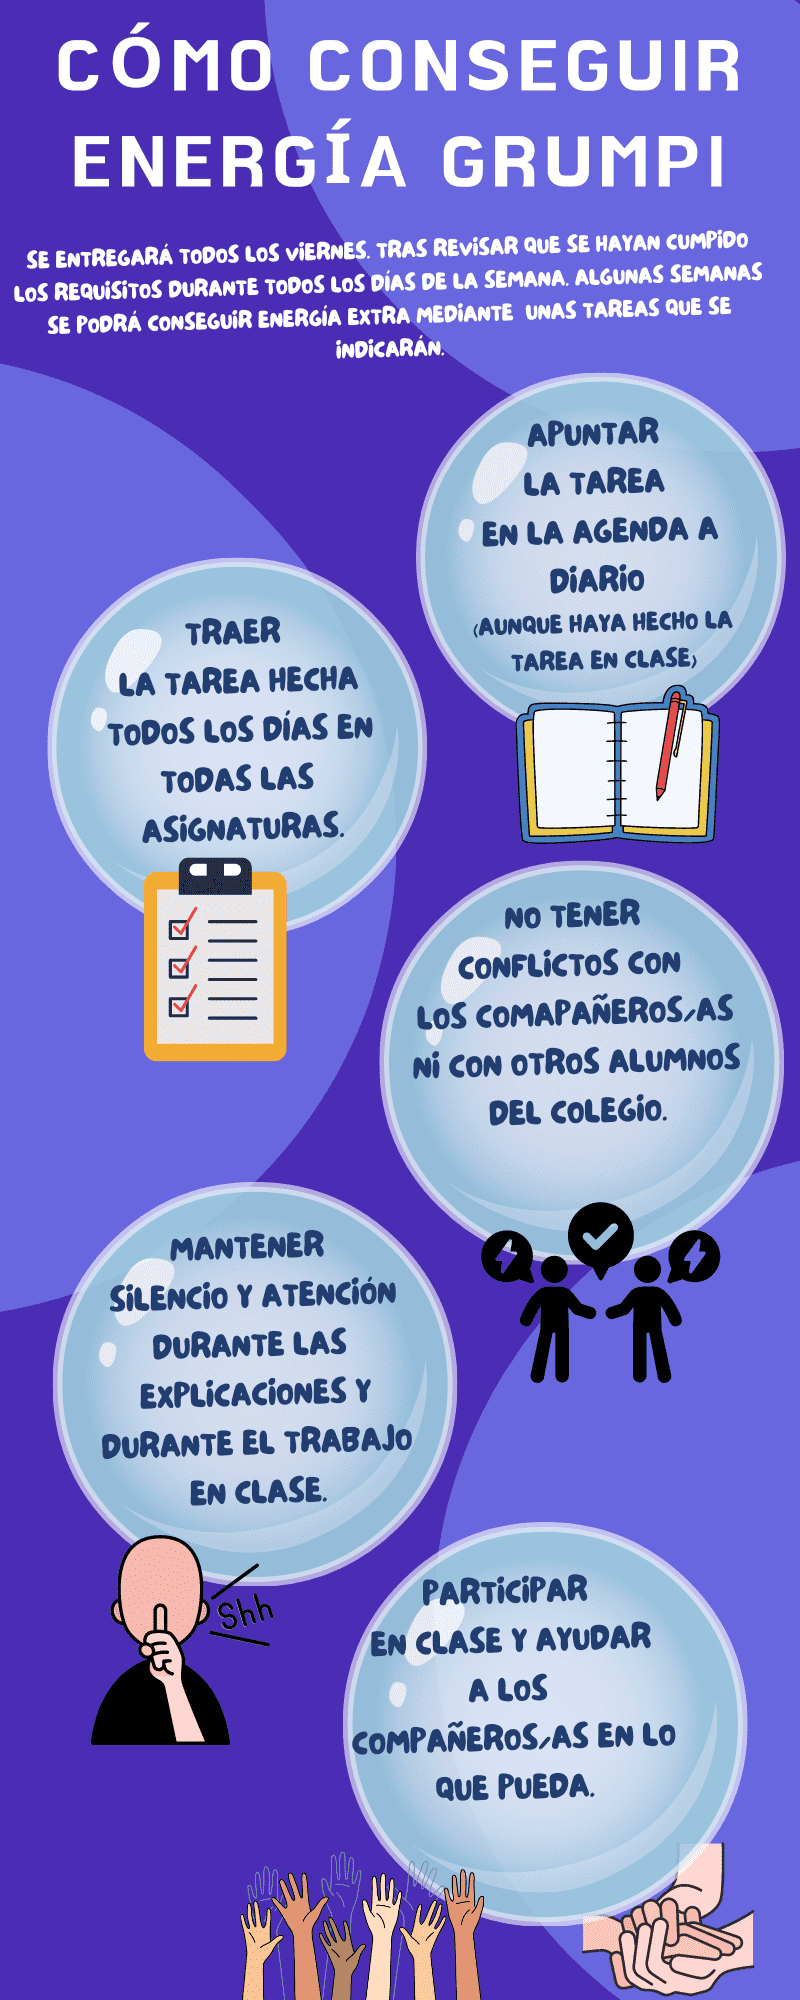 CÓMO CONSEGUIR
ENERGÍA GRUMPI
SE ENTREGARÁ TODOS LOS VIERNES. TRAS REVISAR QUE SE HAYAN CUMPIDO
LOS REQUISITOS DURANTE TODOS LOS DÍAS DE LA SEMANA. ALGUNAS SEMANAS
SE PODRÁ CONSEGUIR ENERGÍA EXTRA MEDIANTE UNAS TAREAS QUE SE
INDICARÁN.
APUNTAR
LA TAREA
EN LA AGENDA A
DIARIO
(AUNQUE HAYA HECHO LA
TAREA EN CLASE)
TRAER
LA TAREA HECHA
TODOS LOS DÍAS EN
TODAS LAS
ASIGNATURAS.
NO TENER
CONFLICTOS CON
LOS COMAPAÑEROS/AS
NI CON OTROS ALUMNOS
DEL COLEGIO.
MANTENER
SILENCIO Y ATENCIÓN
DURANTE LAS
EXPLICACIONES Y
DURANTE EL TRABAJO
EN CLASE.
Shh
PARTICIPAR
EN CLASE Y AYUDAR
A LOS
COMPAÑEROS/AS EN LO
QUE PUEDA.